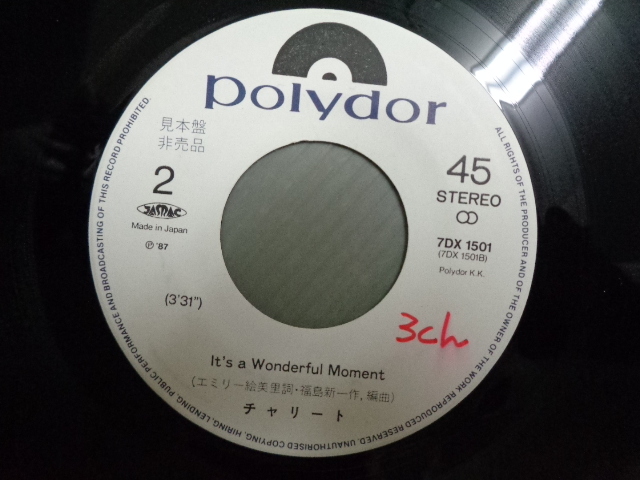 polydor
見本盤
非売品
2
JASRAC
Made in Japan
Ⓟ '87
(3'31")
45
STEREO
7DX 1501
(7DX 1501B)
Polydor K.K.
3ch
It's a Wonderful Moment
(エミリー絵美里詞・福島新一作,編曲)
チャリート
ALL RIGHTS OF THE PRODUCER AND OF THE OWNER OF THE WORK REPRODUCED RESERVED. UNAUTHORISED COPYING, HIRING, LENDING, PUBLIC PERFORMANCE AND BROADCASTING OF THIS RECORD PROHIBITED.